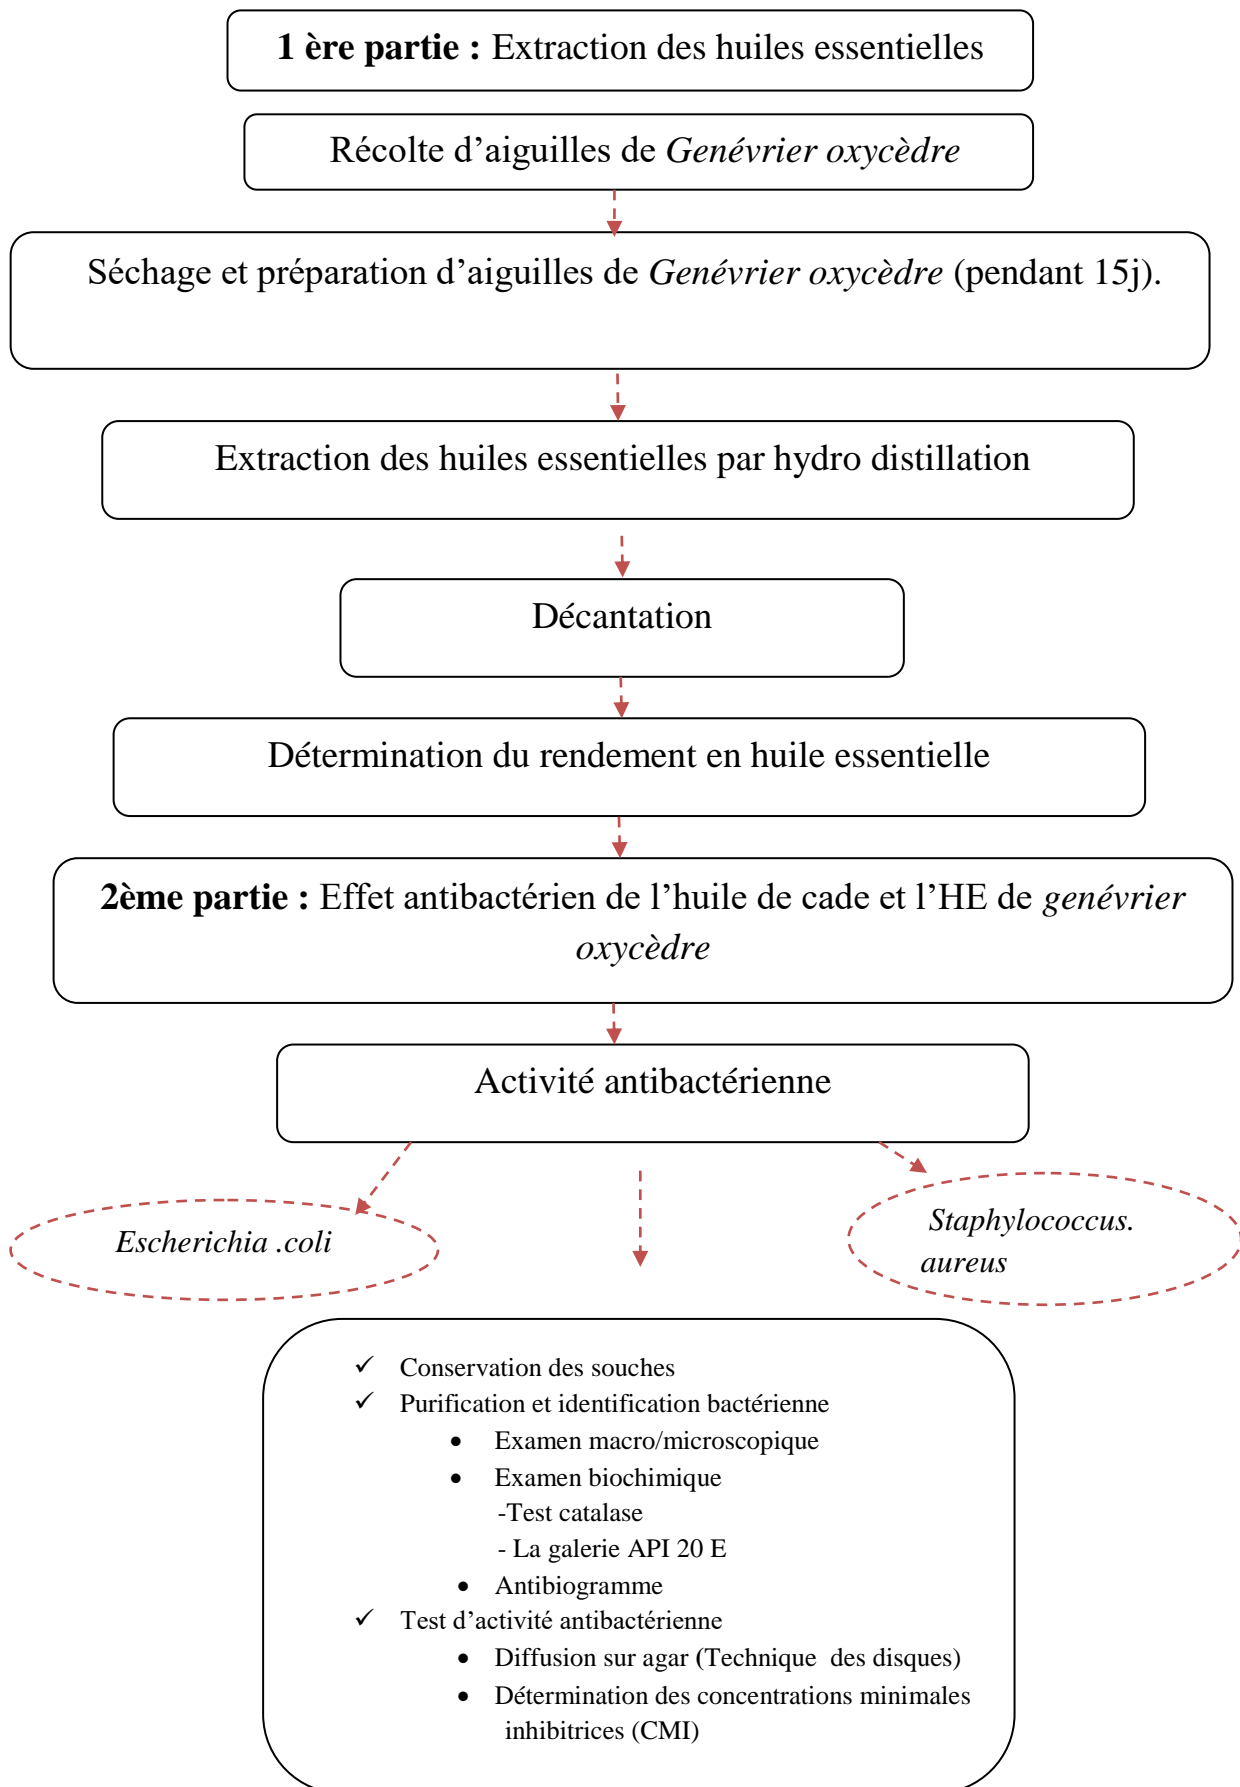 1 ère partie : Extraction des huiles essentielles
Récolte d’aiguilles de Genévrier oxycèdre
Séchage et préparation d’aiguilles de Genévrier oxycèdre (pendant 15j).
Extraction des huiles essentielles par hydro distillation
Décantation
Détermination du rendement en huile essentielle
2ème partie : Effet antibactérien de l’huile de cade et l’HE de genévrier
oxycèdre
Activité antibactérienne
Escherichia .coli
Staphylococcus.
aureus
✓ Conservation des souches
✓ Purification et identification bactérienne
• Examen macro/microscopique
• Examen biochimique
-Test catalase
- La galerie API 20 E
• Antibiogramme
✓ Test d’activité antibactérienne
• Diffusion sur agar (Technique des disques)
• Détermination des concentrations minimales
inhibitrices (CMI)